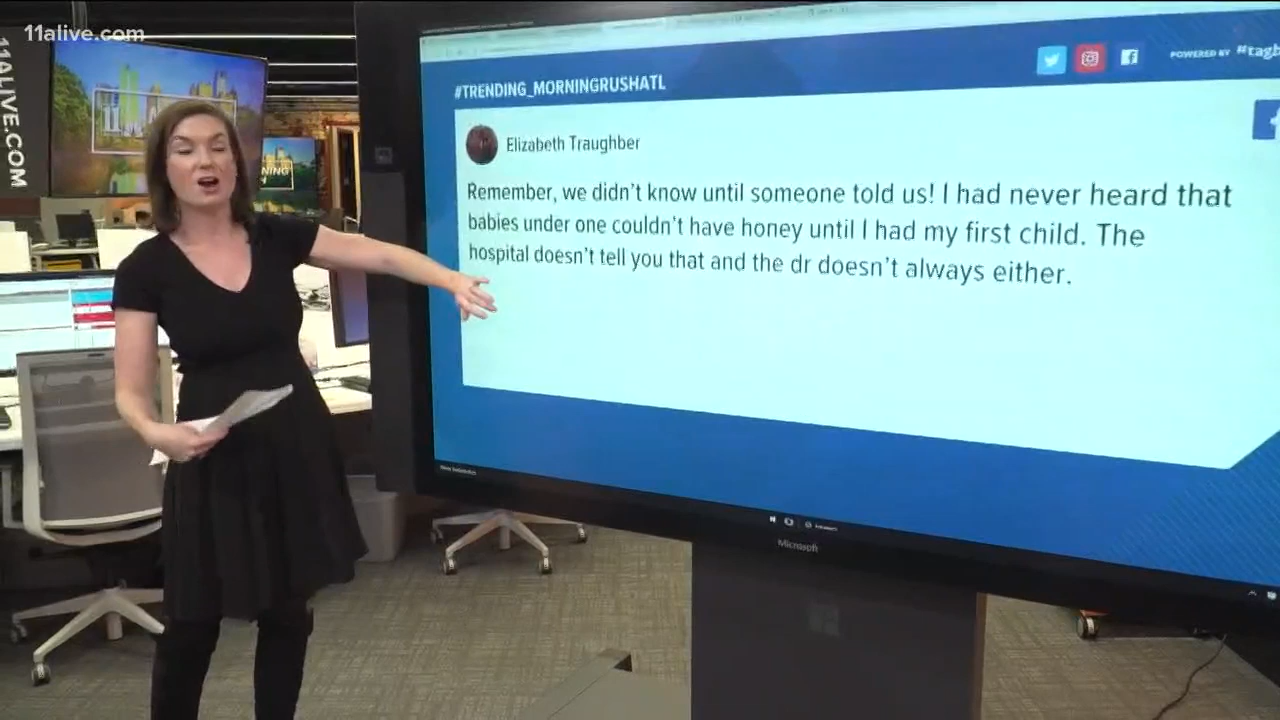 11alive.com
11ALIVE.COM
#TRENDING_MORNINGRUSHATL
POWERED BY #tagb
Elizabeth Traughber
Remember, we didn't know until someone told us! I had never heard that
babies under one couldn't have honey until I had my first child. The
hospital doesn't tell you that and the dr doesn't always either.
Microsoft